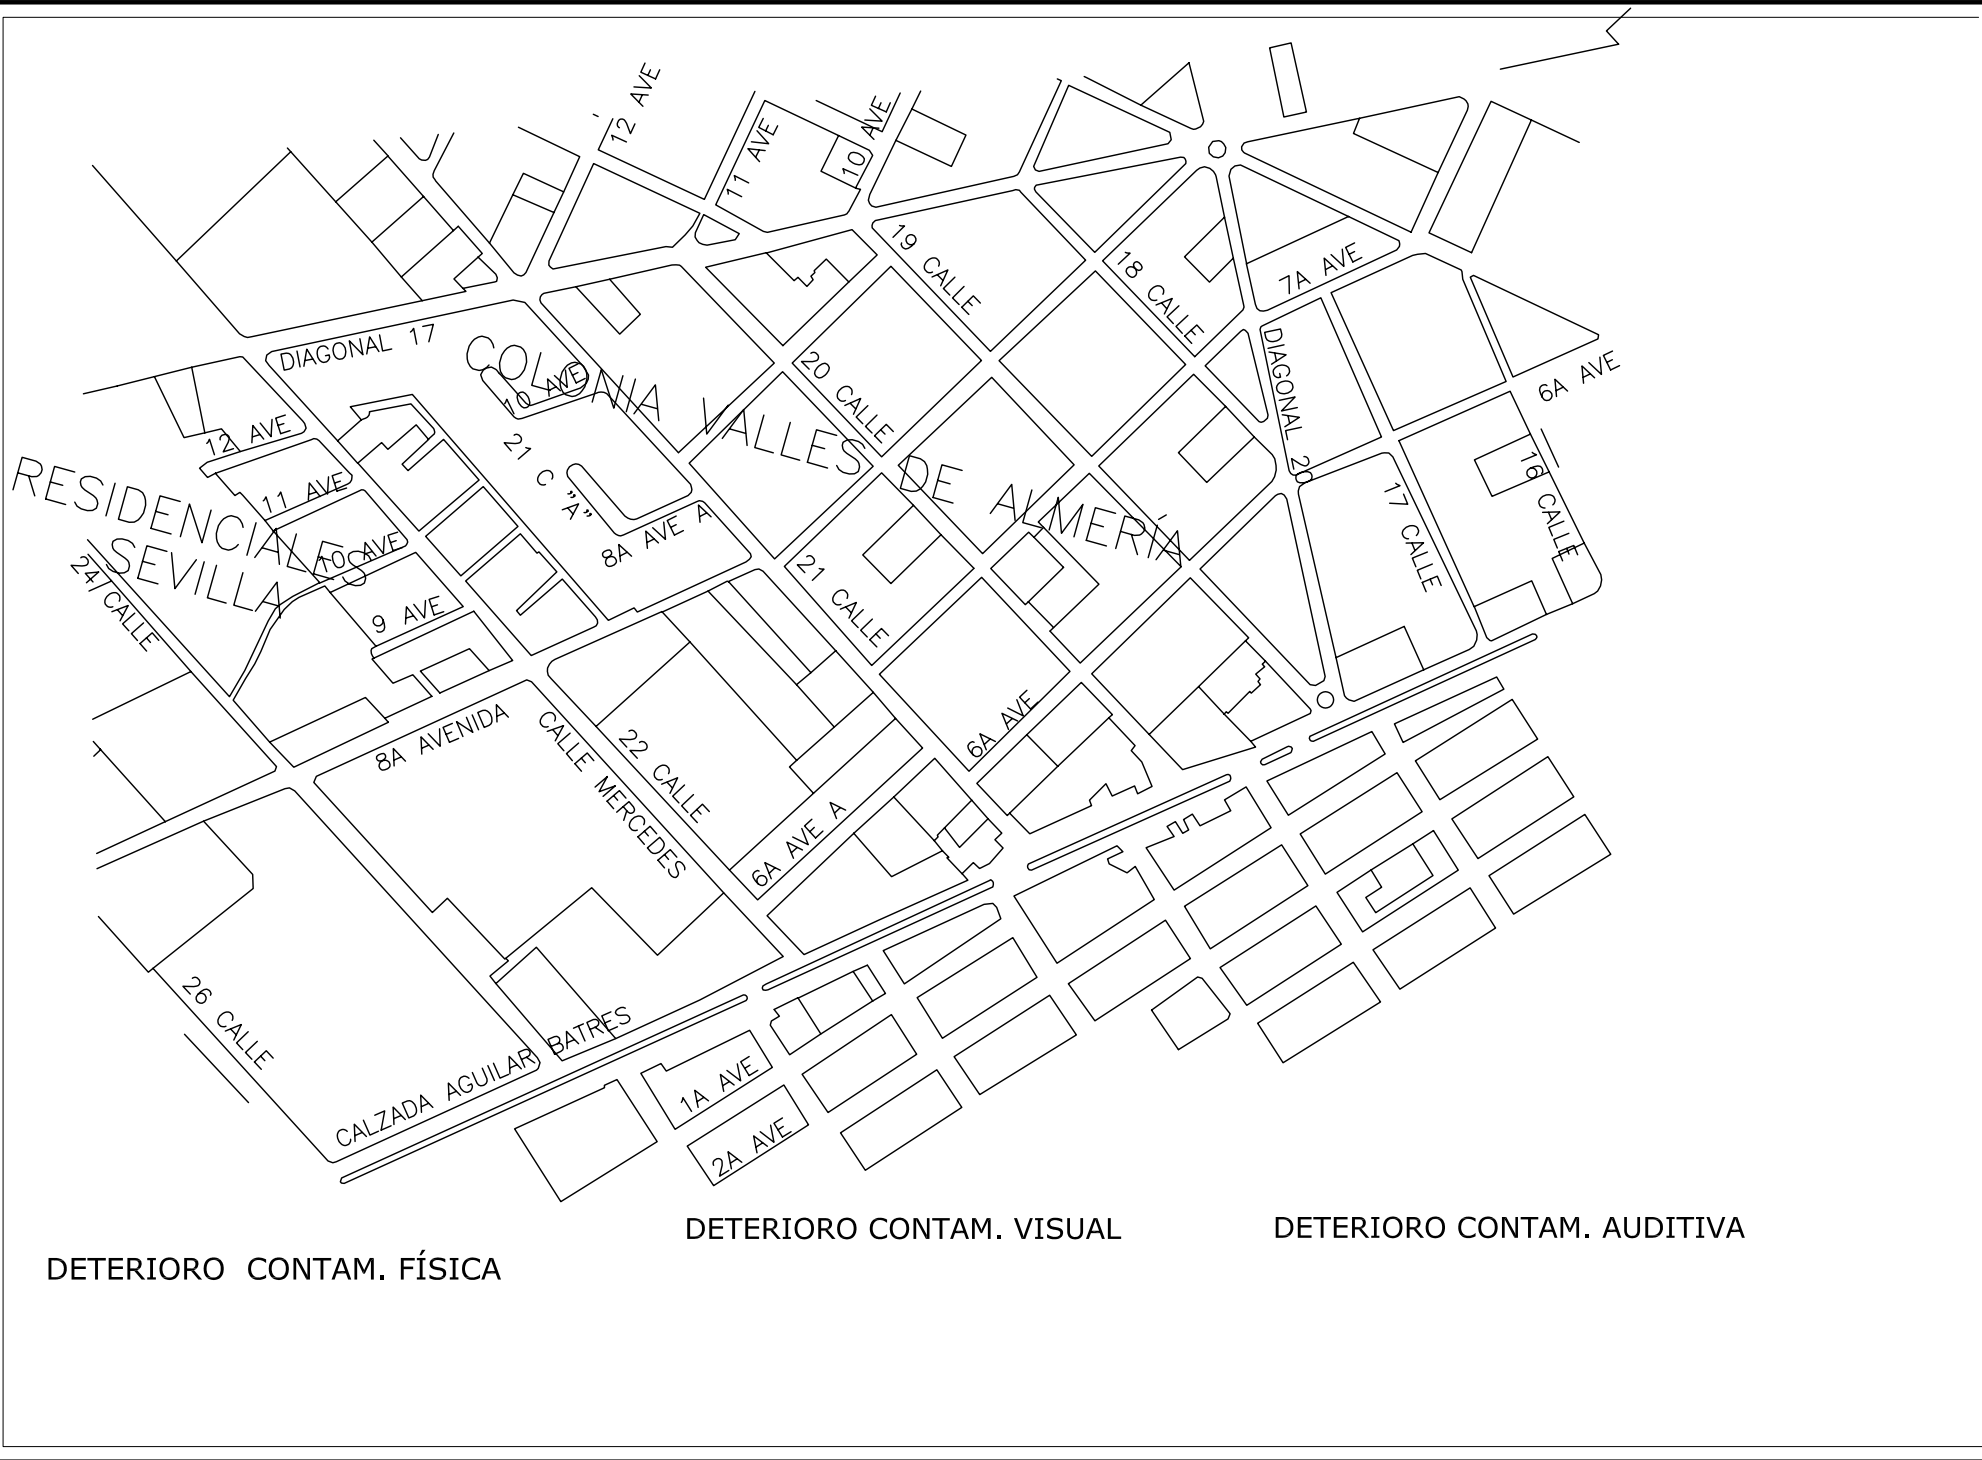 12 AVE
11 AVE
10 AVE
19 CALLE
18 CALLE
7A AVE
DIAGONAL 17
COLONIA VALLES DE ALMERÍA
10 AVE
20 CALLE
DIAGONAL 20
6A AVE
12 AVE
21 C "A"
16 CALLE
RESIDENCIALES
SEVILLA
11 AVE
17 CALLE
10 AVE
8A AVE A
24 CALLE
21 CALLE
9 AVE
8A AVENIDA
CALLE MERCEDES
22 CALLE
6A AVE
6A AVE A
26 CALLE
CALZADA AGUILAR BATRES
1A AVE
2A AVE
DETERIORO CONTAM. VISUAL
DETERIORO CONTAM. AUDITIVA
DETERIORO CONTAM. FÍSICA